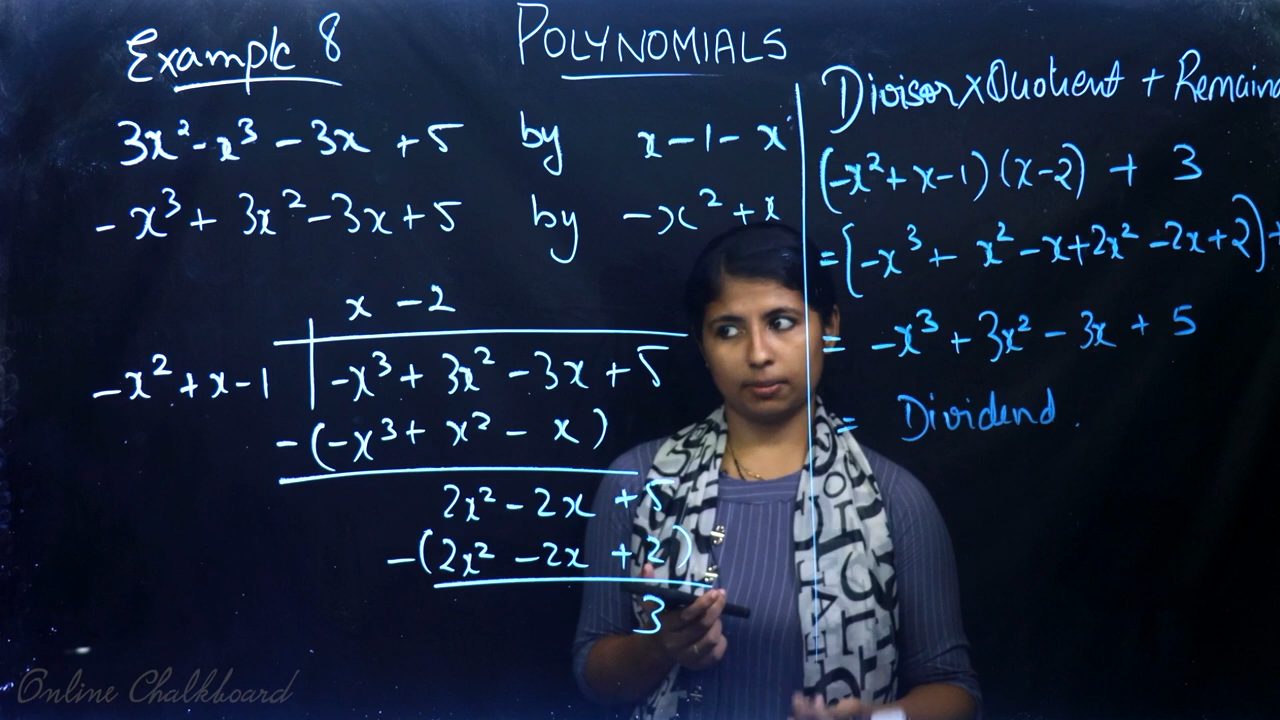 Example 8
POLYNOMIALS
3x² - x³ - 3x + 5 by x - 1 - x
-x³ + 3x² - 3x + 5 by -x² + x
x - 2
-x² + x - 1 | -x³ + 3x² - 3x + 5
-(-x³ + x² - x)
2x² - 2x + 5
-(2x² - 2x + 2)
3
Divisor × Quotient +
(-x² + x - 1)(x - 2) + 3
= [-x³ + x² - x + 2x² - 2x + 2) +
= -x³ + 3x² - 3x + 5
= Dividend.
Online Chalkboard